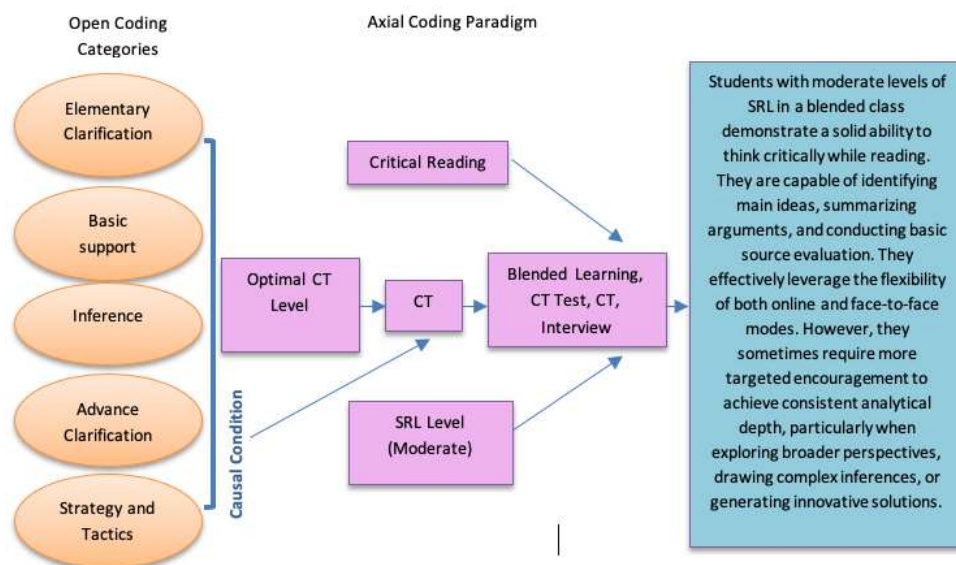 Open Coding
Categories
Axial Coding Paradigm
Elementary
Clarification
Basic
support
Inference
Advance
Clarification
Strategy and
Tactics
Causal Condition
Optimal CT
Level
CT
Critical Reading
Blended Learning,
CT Test, CT,
Interview
SRL Level
(Moderate)
Students with moderate levels of
SRL in a blended class
demonstrate a solid ability to
think critically while reading.
They are capable of identifying
main ideas, summarizing
arguments, and conducting basic
source evaluation. They
effectively leverage the flexibility
of both online and face-to-face
modes. However, they
sometimes require more
targeted encouragement to
achieve consistent analytical
depth, particularly when
exploring broader perspectives,
drawing complex inferences, or
generating innovative solutions.